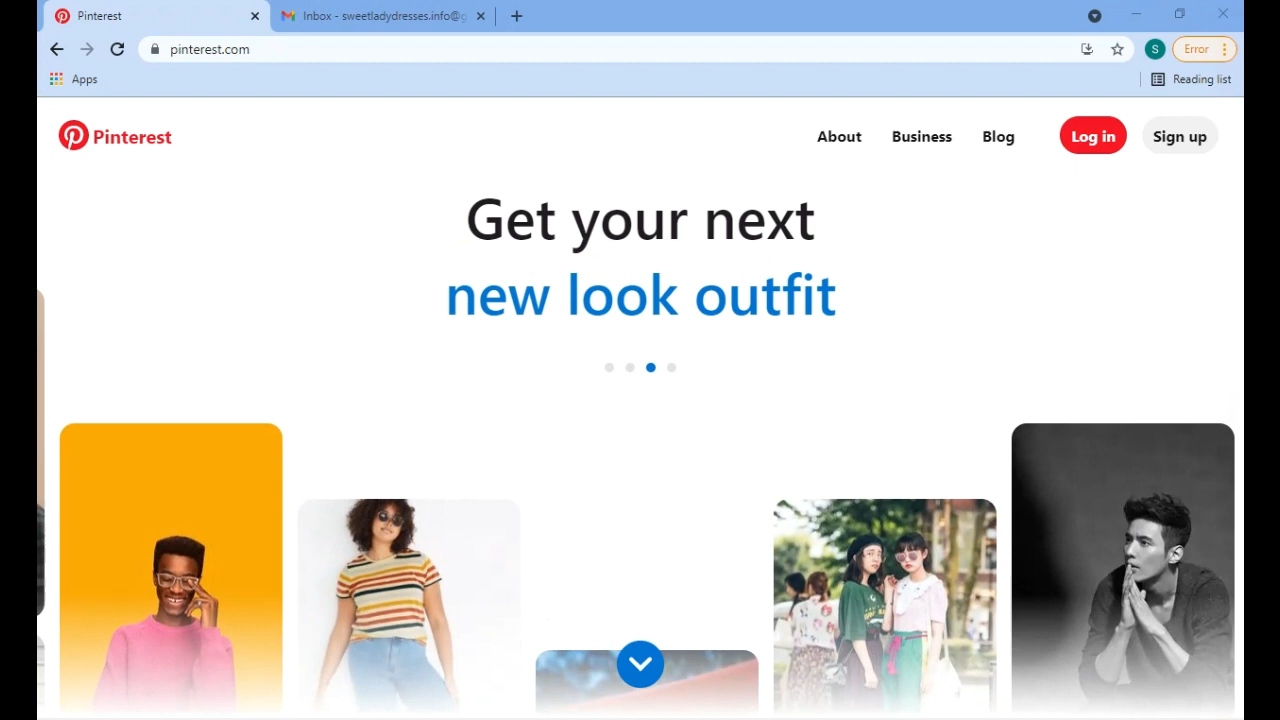 Pinterest
Inbox - sweetladydresses.info@g
pinterest.com
S
Error
Apps
Reading list
Pinterest
About
Business
Blog
Log in
Sign up
Get your next
new look outfit